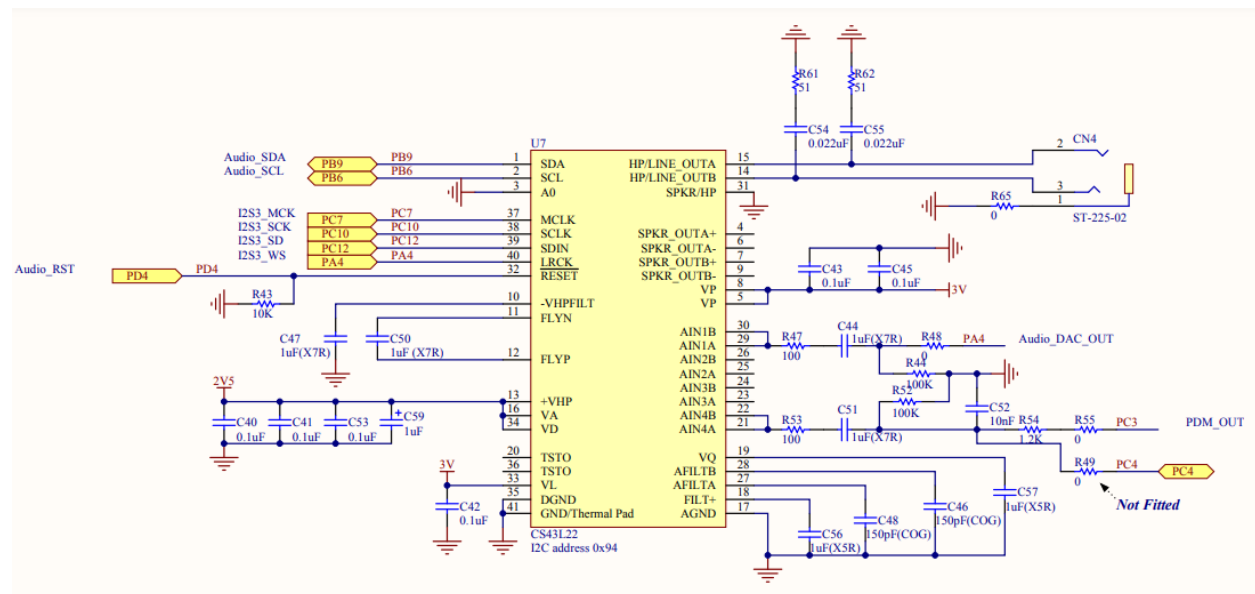 R61
51
R62
51
C54
0.022uF
C55
0.022uF
U7
Audio_SDA
PB9
PB9
1
SDA
Audio_SCL
PB6
PB6
2
SCL
3
A0
I2S3_MCK
PC7
PC7
37
MCLK
I2S3_SCK
PC10
PC10
38
SCLK
I2S3_SD
PC12
PC12
39
SDIN
I2S3_WS
PA4
PA4
40
LRCK
Audio_RST
PD4
PD4
32
RESET
R43
10K
10
-VHPFILT
11
FLYN
C47
1uF(X7R)
C50
1uF (X7R)
12
FLYP
2V5
13
+VHP
16
VA
34
VD
C40
0.1uF
C41
0.1uF
C53
0.1uF
+
C59
1uF
20
TSTO
36
TSTO
3V
33
VL
35
DGND
41
GND/Thermal Pad
C42
0.1uF
CS43L22
I2C address 0x94
HP/LINE_OUTA
15
HP/LINE_OUTB
14
SPKR/HP
31
2
CN4
3
1
R65
0
ST-225-02
SPKR_OUTA+
4
SPKR_OUTA-
6
SPKR_OUTB+
7
SPKR_OUTB-
9
VP
8
VP
5
C43
0.1uF
C45
0.1uF
3V
AIN1B
30
AIN1A
29
AIN2B
26
AIN2A
25
AIN3B
24
AIN3A
23
AIN4B
22
AIN4A
21
R47
100
C44
1uF(X7R)
R48
0
PA4
Audio_DAC_OUT
R44
100K
R52
100K
C52
10nF
R53
100
C51
1uF(X7R)
R54
1.2K
R55
0
PC3
PDM_OUT
R49
0
PC4
PC4
Not Fitted
VQ
19
AFILTB
28
AFILTA
27
FILT+
18
AGND
17
C56
1uF(X5R)
C48
150pF(COG)
C46
150pF(COG)
C57
1uF(X5R)